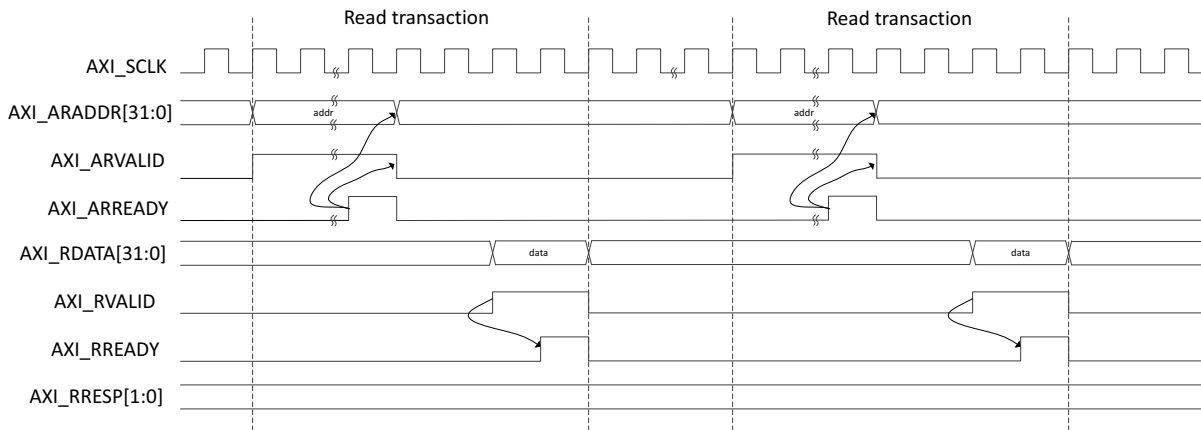 Read transaction Read transaction
AXI_SCLK
AXI_ARADDR[31:0] addr addr
AXI_ARVALID
AXI_ARREADY
AXI_RDATA[31:0] data data
AXI_RVALID
AXI_RREADY
AXI_RRESP[1:0]